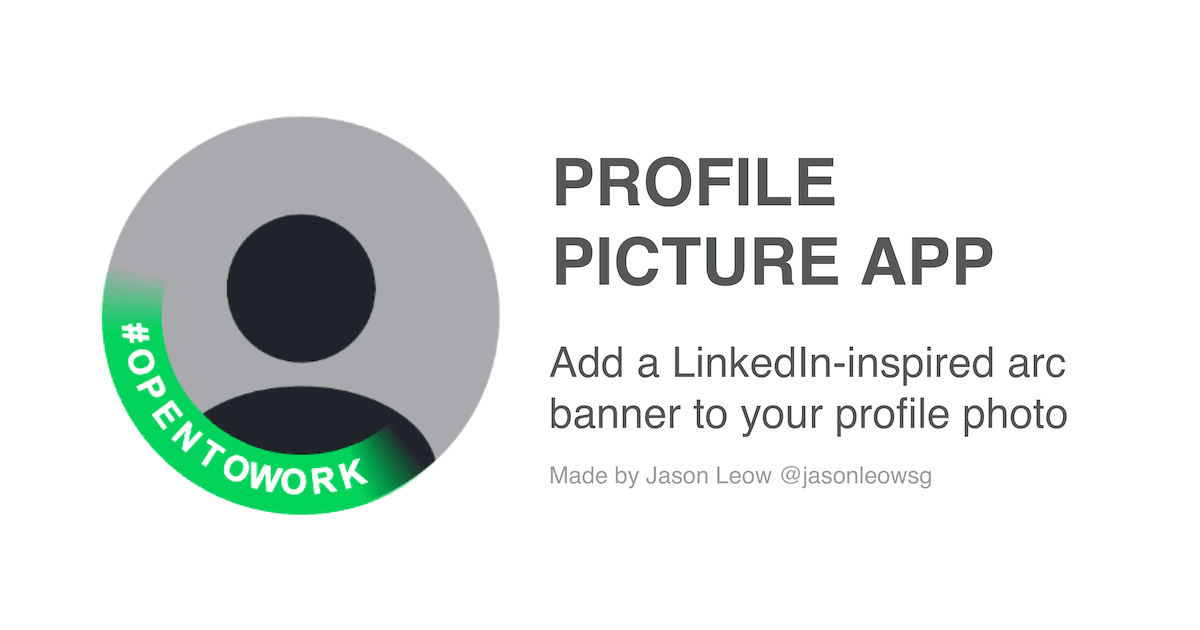 #OPENTOWORK
PROFILE
PICTURE APP
Add a LinkedIn-inspired arc
banner to your profile photo
Made by Jason Leow @jasonleowsg